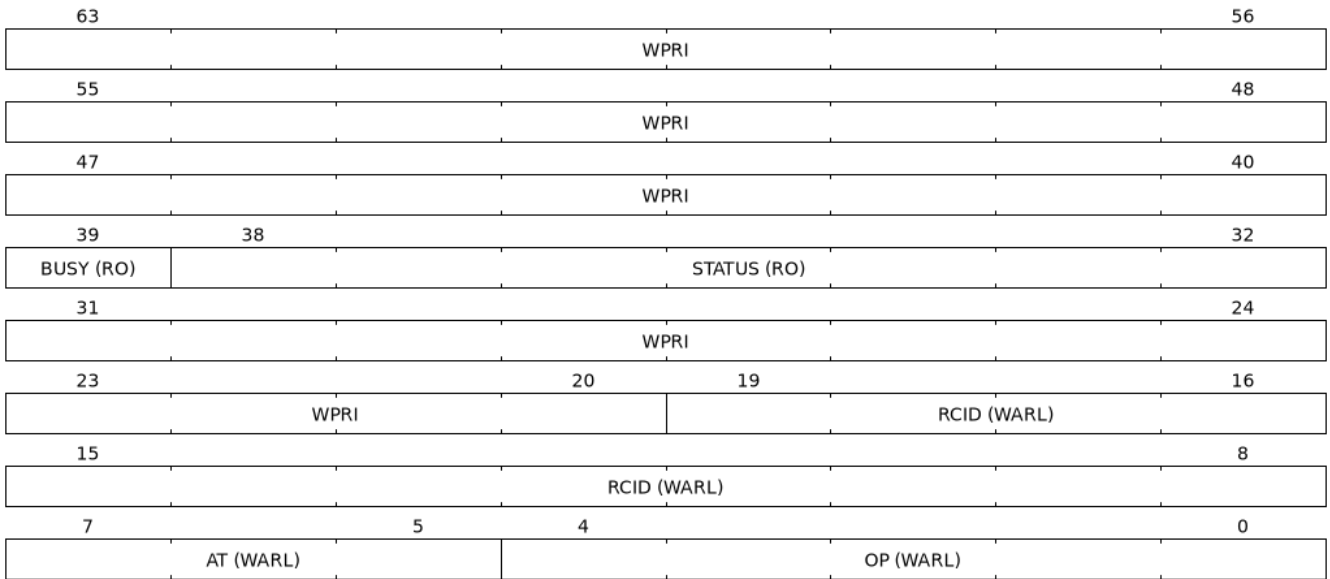 63 56
WPRI
55 48
WPRI
47 40
WPRI
39 38 32
BUSY (RO) STATUS (RO)
31 24
WPRI
23 20 19 16
WPRI RCID (WARL)
15 8
RCID (WARL)
7 5 4 0
AT (WARL) OP (WARL)